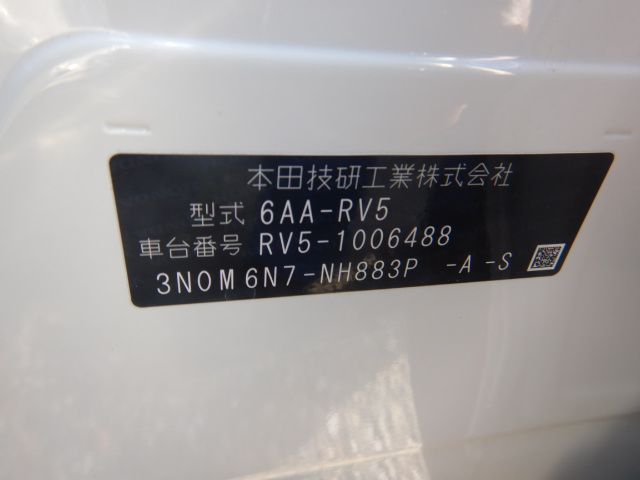 本田技研工業株式会社
型式 6AA-RV5
車台番号 RV5-1006488
3N0M6N7-NH883P -A -S